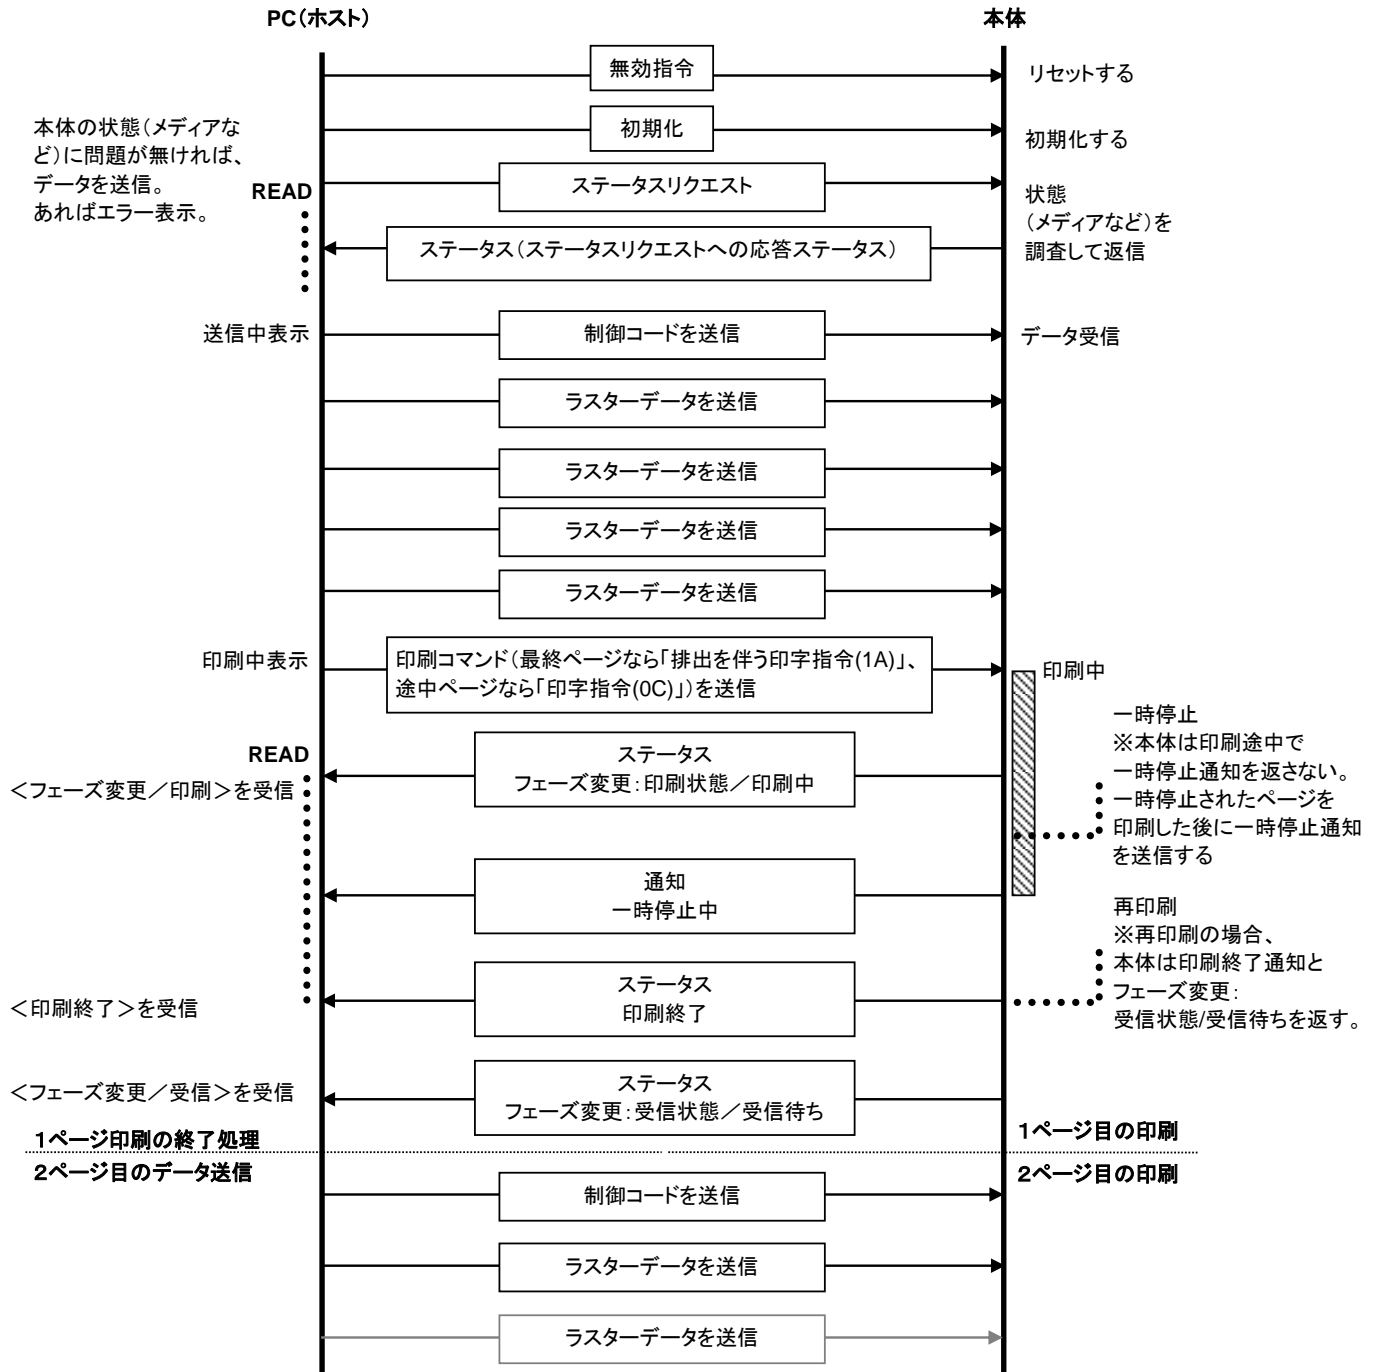 PC（ホスト）
本体
無効指令
リセットする
本体の状態（メディアな
ど）に問題が無ければ、
データを送信。
あればエラー表示。
初期化
初期化する
READ
ステータスリクエスト
状態
（メディアなど）を
調査して返信
ステータス（ステータスリクエストへの応答ステータス）
送信中表示
制御コードを送信
データ受信
ラスターデータを送信
ラスターデータを送信
ラスターデータを送信
ラスターデータを送信
印刷中表示
印刷コマンド（最終ページなら「排出を伴う印字指令(1A)」、
途中ページなら「印字指令(0C)」）を送信
印刷中
一時停止
※本体は印刷途中で
一時停止通知を返さない。
一時停止されたページを
印刷した後に一時停止通知
を送信する
READ
ステータス
フェーズ変更：印刷状態／印刷中
＜フェーズ変更／印刷＞を受信
通知
一時停止中
再印刷
※再印刷の場合、
本体は印刷終了通知と
フェーズ変更：
受信状態/受信待ちを返す。
ステータス
印刷終了
＜印刷終了＞を受信
ステータス
フェーズ変更：受信状態／受信待ち
＜フェーズ変更／受信＞を受信
1ページ印刷の終了処理
1ページ目の印刷
2ページ目のデータ送信
2ページ目の印刷
制御コードを送信
ラスターデータを送信
ラスターデータを送信